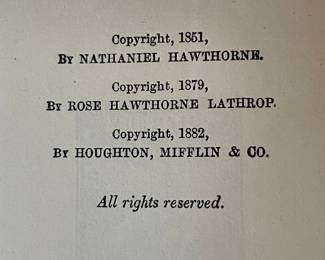 Copyright, 1851,
By NATHANIEL HAWTHORNE.
Copyright, 1879,
By ROSE HAWTHORNE LATHROP.
Copyright, 1882,
By HOUGHTON, MIFFLIN & CO.
All rights reserved.